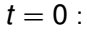 t = 0 :